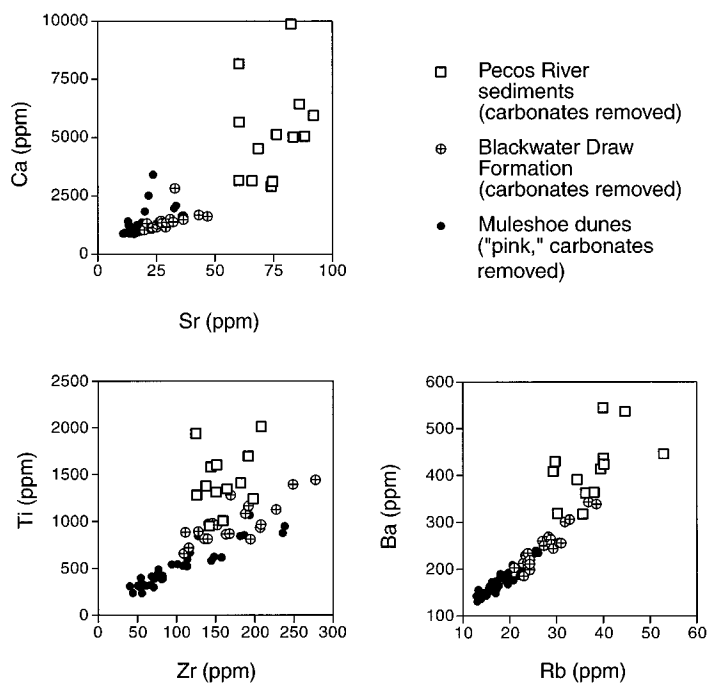 10000
7500
5000
2500
0
Ca (ppm)
0 25 50 75 100
Sr (ppm)
Pecos River
sediments
(carbonates removed)
Blackwater Draw
Formation
(carbonates removed)
Muleshoe dunes
("pink," carbonates
removed)
2500
2000
1500
1000
500
0
Ti (ppm)
0 50 100 150 200 250 300
Zr (ppm)
600
500
400
300
200
100
Ba (ppm)
10 20 30 40 50 60
Rb (ppm)